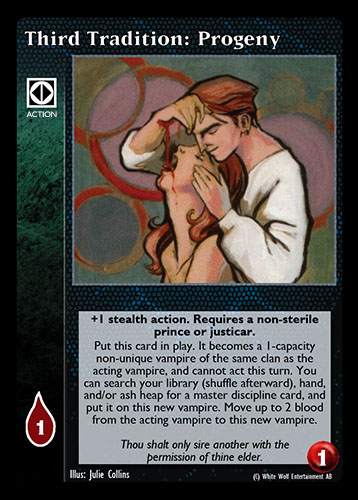 Third Tradition: Progeny
ACTION
+1 stealth action. Requires a non-sterile
prince or justicar.
Put this card in play. It becomes a 1-capacity
non-unique vampire of the same clan as the
acting vampire, and cannot act this turn. You
can search your library (shuffle afterward), hand,
and/or ash heap for a master discipline card, and
put it on this new vampire. Move up to 2 blood
from the acting vampire to this new vampire.
Thou shalt only sire another with the
permission of thine elder.
1
1
Illus: Julie Collins
(C) White Wolf Entertainment AB